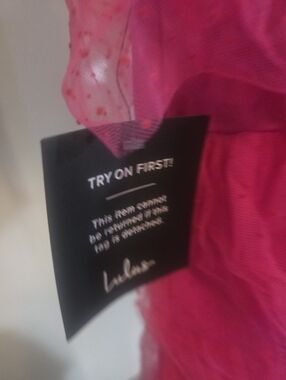 TRY ON FIRST!
This item cannot
be returned if this
tag is detached.
Lulus